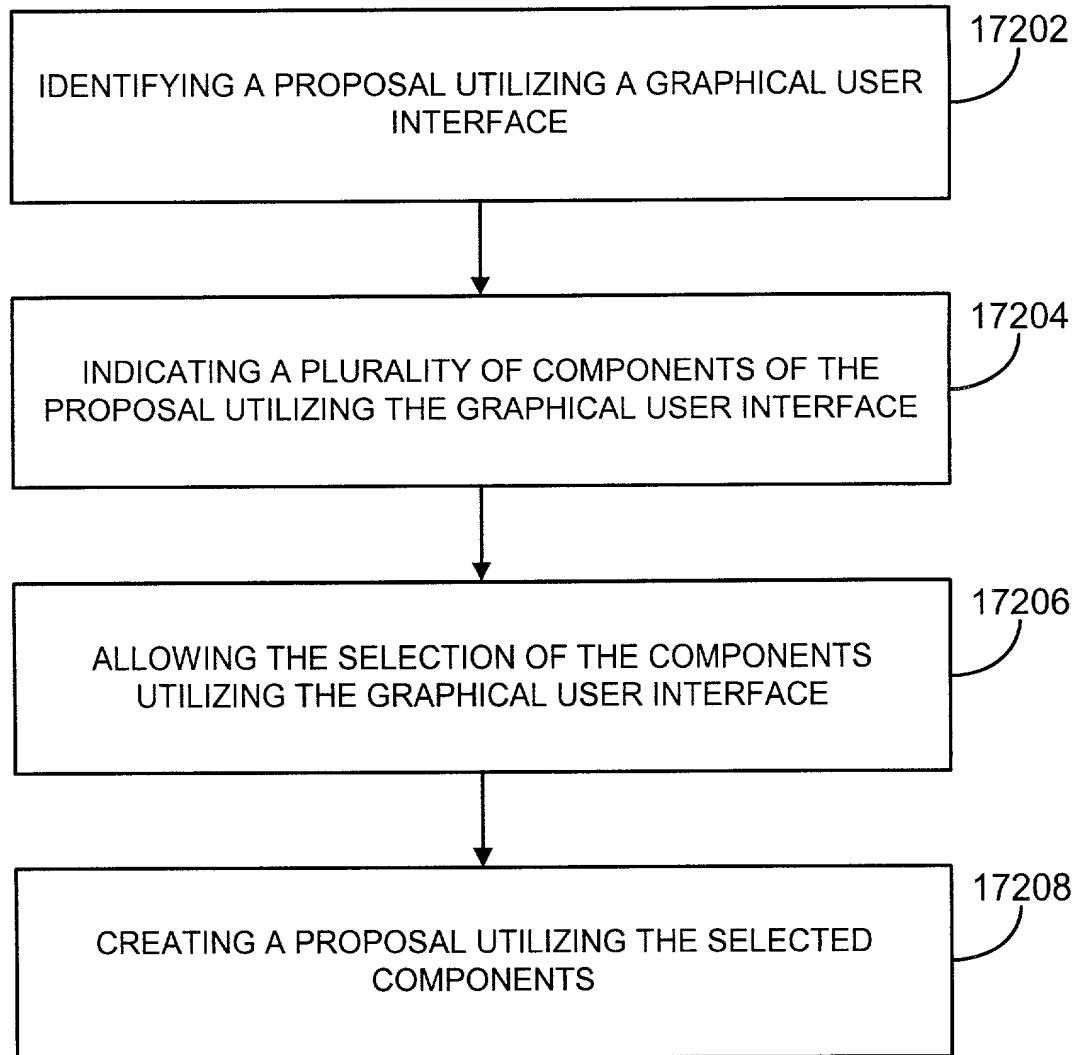 17202
IDENTIFYING A PROPOSAL UTILIZING A GRAPHICAL USER
INTERFACE
17204
INDICATING A PLURALITY OF COMPONENTS OF THE
PROPOSAL UTILIZING THE GRAPHICAL USER INTERFACE
17206
ALLOWING THE SELECTION OF THE COMPONENTS
UTILIZING THE GRAPHICAL USER INTERFACE
17208
CREATING A PROPOSAL UTILIZING THE SELECTED
COMPONENTS